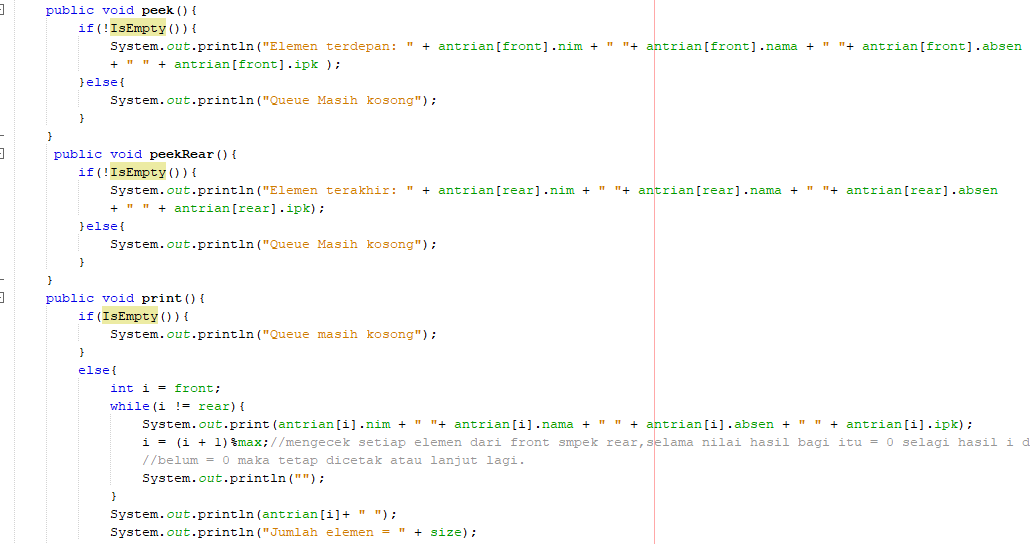 public void peek(){
if(!IsEmpty()){
System.out.println("Elemen terdepan: " + antrian[front].nim + " "+ antrian[front].nama + " "+ antrian[front].absen
+ " " + antrian[front].ipk );
}else{
System.out.println("Queue Masih kosong");
}
}
public void peekRear(){
if(!IsEmpty()){
System.out.println("Elemen terakhir: " + antrian[rear].nim + " "+ antrian[rear].nama + " "+ antrian[rear].absen
+ " " + antrian[rear].ipk);
}else{
System.out.println("Queue Masih kosong");
}
}
public void print(){
if(IsEmpty()){
System.out.println("Queue masih kosong");
}
else{
int i = front;
while(i != rear){
System.out.print(antrian[i].nim + " "+ antrian[i].nama + " " + antrian[i].absen + " " + antrian[i].ipk);
i = (i + 1)%max;//mengecek setiap elemen dari front smpek rear,selama nilai hasil bagi itu = 0 selagi hasil i d
//belum = 0 maka tetap dicetak atau lanjut lagi.
System.out.println("");
}
System.out.println(antrian[i]+ " ");
System.out.println("Jumlah elemen = " + size);